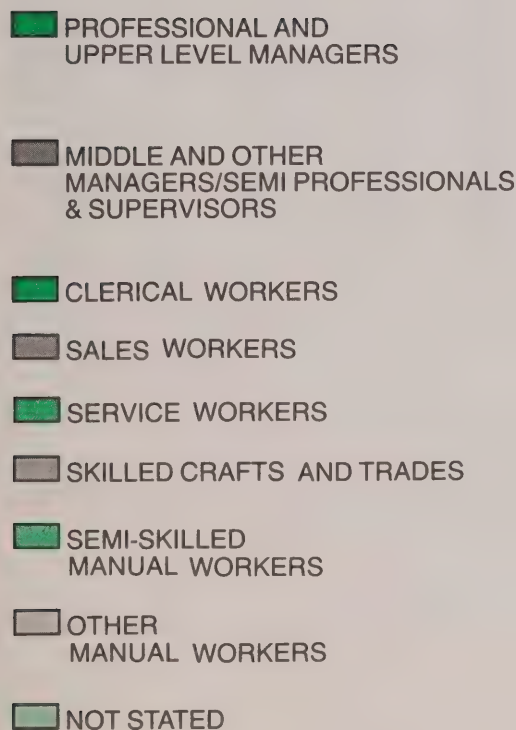 PROFESSIONAL AND
UPPER LEVEL MANAGERS
MIDDLE AND OTHER
MANAGERS/SEMI PROFESSIONALS
& SUPERVISORS
CLERICAL WORKERS
SALES WORKERS
SERVICE WORKERS
SKILLED CRAFTS AND TRADES
SEMI-SKILLED
MANUAL WORKERS
OTHER
MANUAL WORKERS
NOT STATED